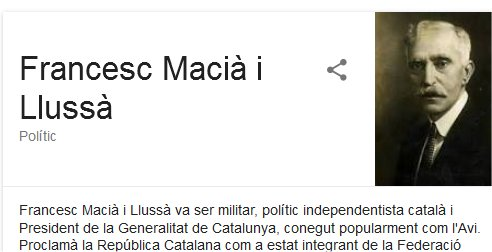 Francesc Macià i
Llussà
Polític
Francesc Macià i Llussà va ser militar, polític independentista català i
President de la Generalitat de Catalunya, conegut popularment com l'Avi.
Proclamà la República Catalana com a estat integrant de la Federació